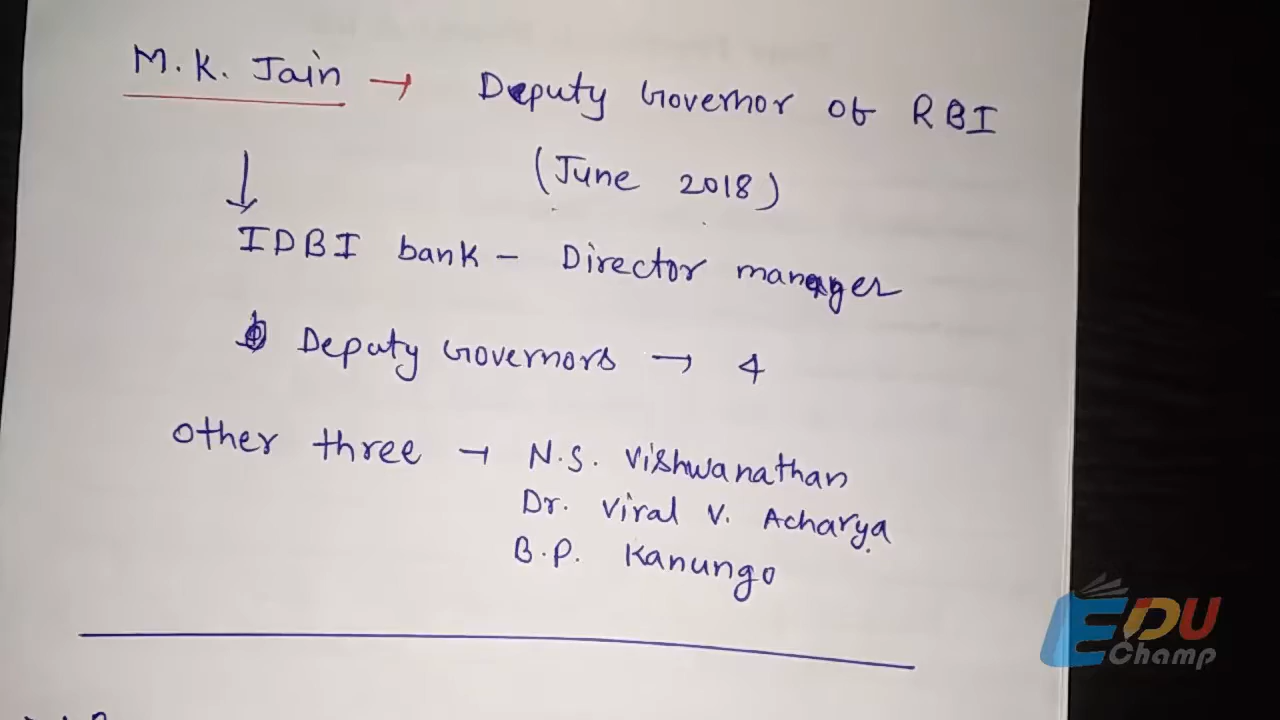 M.K. Jain → Deputy Governor of RBI
(June 2018)
↓
IDBI bank - Director manager
Deputy Governors → 4
other three → N.S. Vishwanathan
Dr. Viral V. Acharya
B.P. Kanungo
EDU
Champ